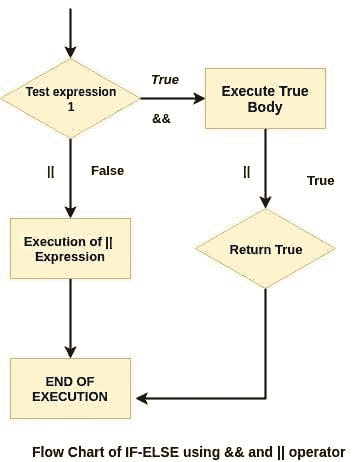 True
Test expression
1
&&
Execute True
Body
||
False
||
True
Execution of ||
Expression
Return True
END OF
EXECUTION
Flow Chart of IF-ELSE using && and || operator